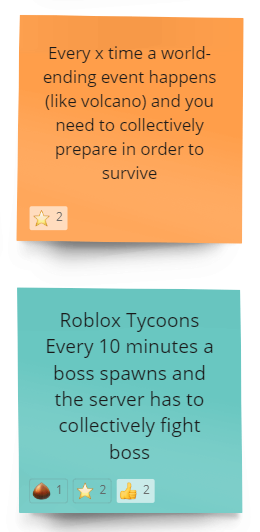 Every x time a world-
ending event happens
(like volcano) and you
need to collectively
prepare in order to
survive
2
Roblox Tycoons
Every 10 minutes a
boss spawns and
the server has to
collectively fight
boss
1 2 2